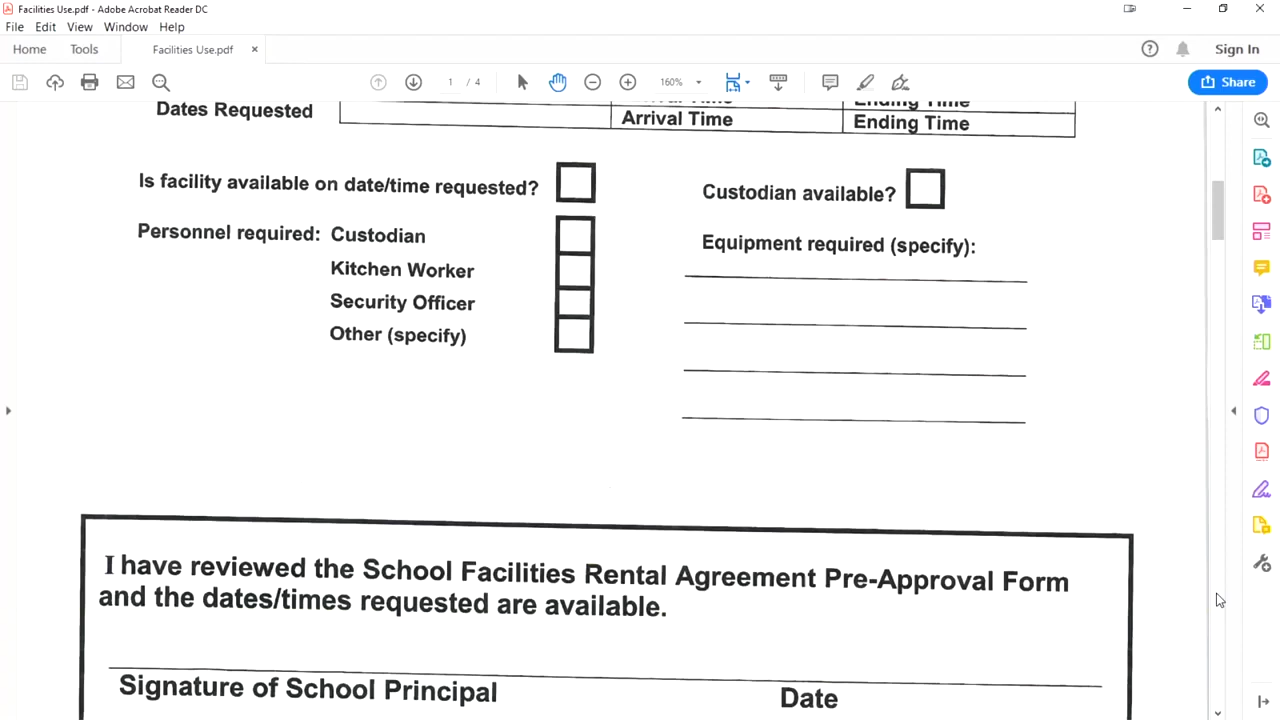 Facilities Use.pdf - Adobe Acrobat Reader DC
File Edit View Window Help
Home Tools Facilities Use.pdf × Sign In
1 / 4 160% Share
Arrival Time Ending Time
Dates Requested Arrival Time Ending Time
Is facility available on date/time requested? Custodian available?
Personnel required: Custodian Equipment required (specify):
Kitchen Worker
Security Officer
Other (specify)
I have reviewed the School Facilities Rental Agreement Pre-Approval Form
and the dates/times requested are available.
Signature of School Principal Date